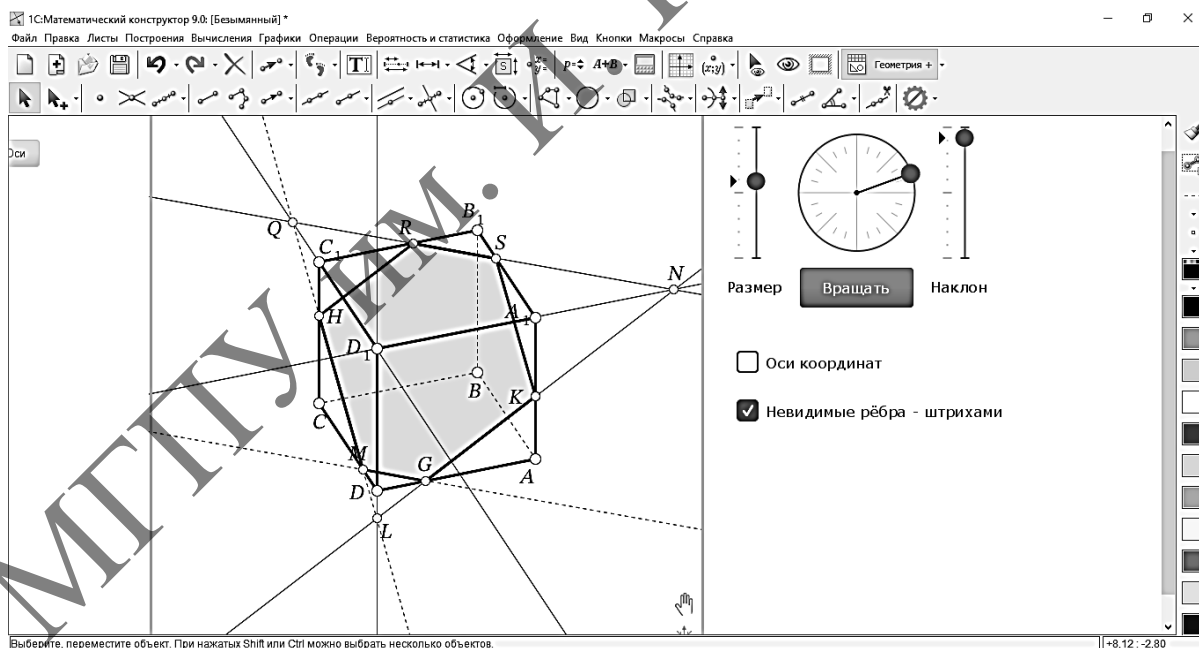 1С:Математический конструктор 9.0: [Безымянный] *
Файл Правка Листы Построения Вычисления Графики Операции Вероятность и статистика Оформление Вид Кнопки Макросы Справка
Геометрия +
Оси
Q
C₁
R
B₁
S
N
H
A₁
D₁
B
K
C
M
G
A
D
L
Размер
Вращать
Наклон
Оси координат
Невидимые рёбра - штрихами
МГПУ ИМ. И.
Выберите, переместите объект. При нажатых Shift или Ctrl можно выбрать несколько объектов.
+8,12 ; -2,80